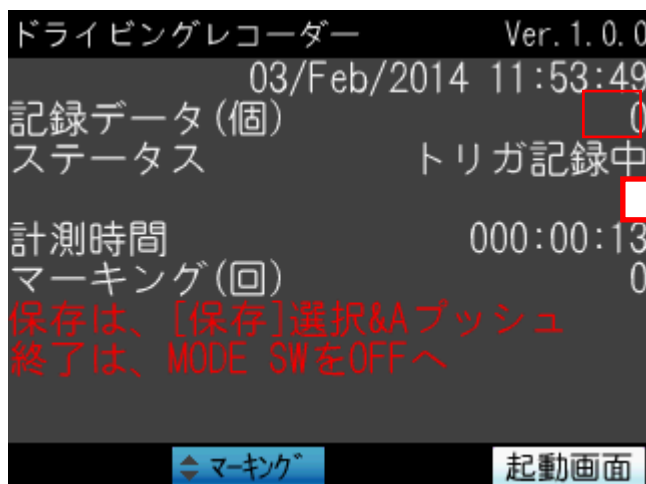 ドライビングレコーダー Ver.1.0.0
03/Feb/2014 11:53:49
記録データ(個) 0
ステータス トリガ記録中
計測時間 000:00:13
マーキング(回) 0
保存は、[保存]選択&Aプッシュ
終了は、MODE SWをOFFへ
マーキング 起動画面